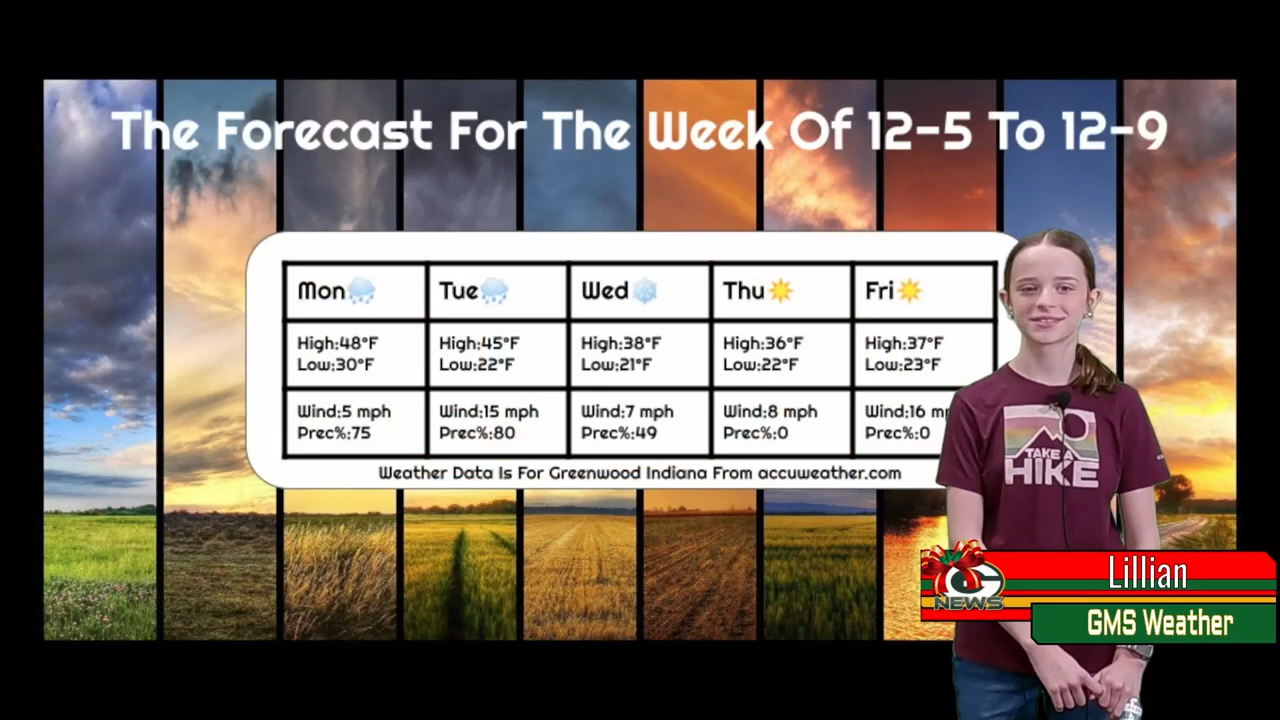 The Forecast For The Week Of 12-5 To 12-9
Mon Tue Wed Thu Fri
High:48°F High:45°F High:38°F High:36°F High:37°F
Low:30°F Low:22°F Low:21°F Low:22°F Low:23°F
Wind:5 mph Wind:15 mph Wind:7 mph Wind:8 mph Wind:16
Prec%:75 Prec%:80 Prec%:49 Prec%:0 Prec%:0
Weather Data Is For Greenwood Indiana From accuweather.com
TAKE A
HIKE
Lillian
G
NEWS
GMS Weather